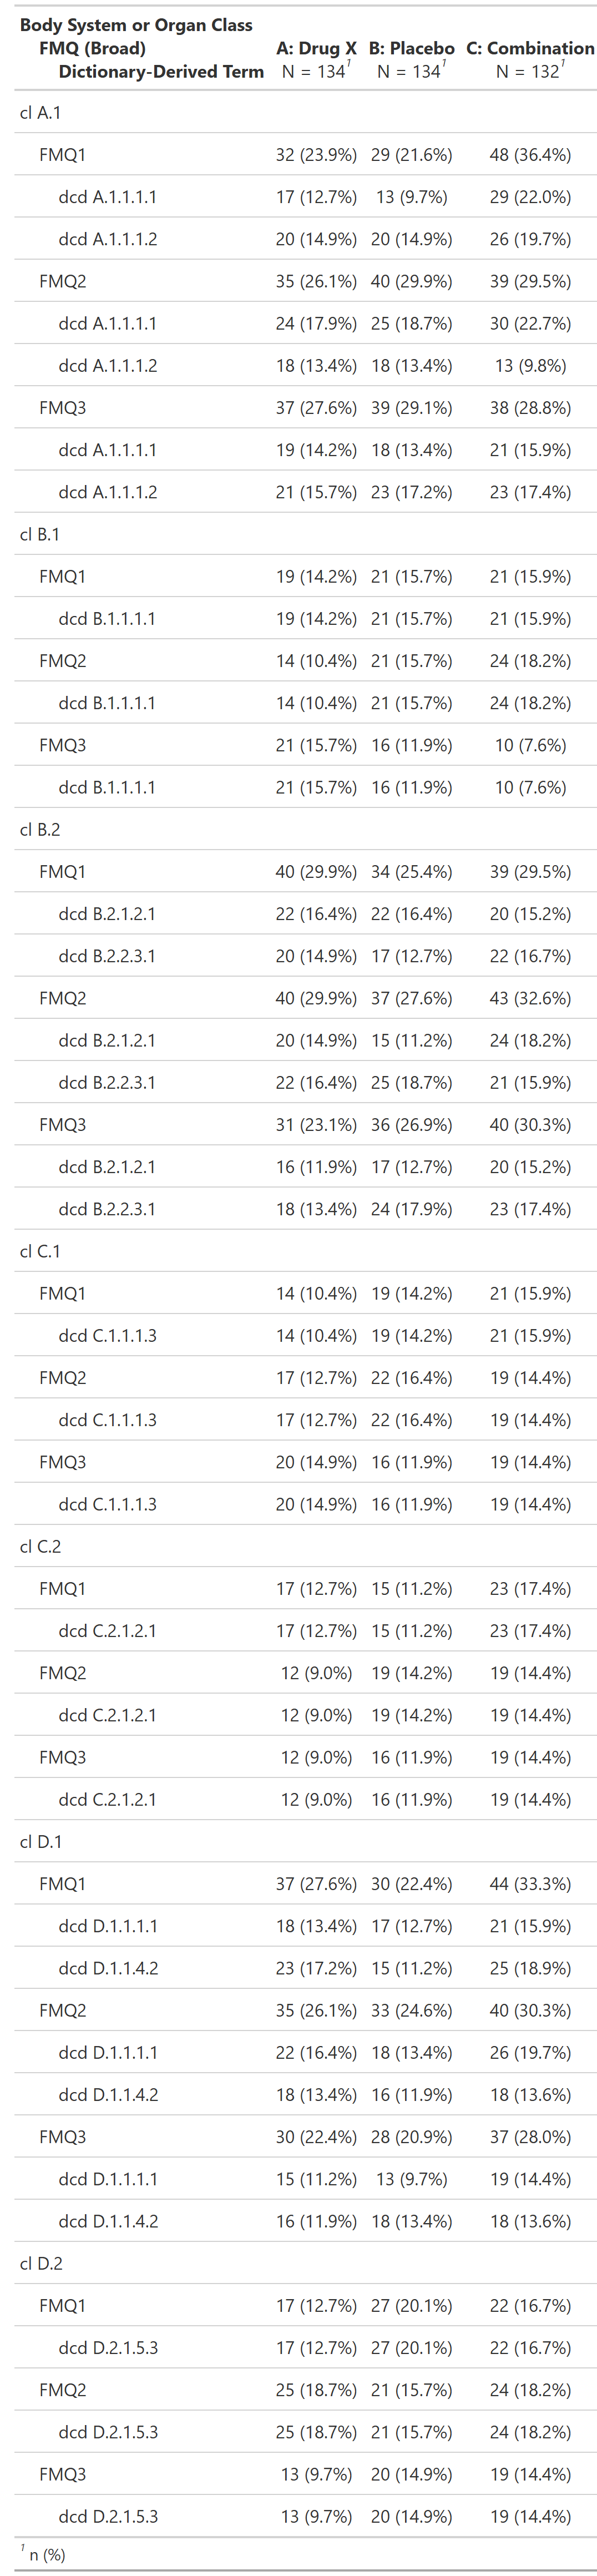 Body System or Organ Class
FMQ (Broad) A: Drug X B: Placebo C: Combination
Dictionary-Derived Term N = 134¹ N = 134¹ N = 132¹
cl A.1
FMQ1 32 (23.9%) 29 (21.6%) 48 (36.4%)
dcd A.1.1.1.1 17 (12.7%) 13 (9.7%) 29 (22.0%)
dcd A.1.1.1.2 20 (14.9%) 20 (14.9%) 26 (19.7%)
FMQ2 35 (26.1%) 40 (29.9%) 39 (29.5%)
dcd A.1.1.1.1 24 (17.9%) 25 (18.7%) 30 (22.7%)
dcd A.1.1.1.2 18 (13.4%) 18 (13.4%) 13 (9.8%)
FMQ3 37 (27.6%) 39 (29.1%) 38 (28.8%)
dcd A.1.1.1.1 19 (14.2%) 18 (13.4%) 21 (15.9%)
dcd A.1.1.1.2 21 (15.7%) 23 (17.2%) 23 (17.4%)
cl B.1
FMQ1 19 (14.2%) 21 (15.7%) 21 (15.9%)
dcd B.1.1.1.1 19 (14.2%) 21 (15.7%) 21 (15.9%)
FMQ2 14 (10.4%) 21 (15.7%) 24 (18.2%)
dcd B.1.1.1.1 14 (10.4%) 21 (15.7%) 24 (18.2%)
FMQ3 21 (15.7%) 16 (11.9%) 10 (7.6%)
dcd B.1.1.1.1 21 (15.7%) 16 (11.9%) 10 (7.6%)
cl B.2
FMQ1 40 (29.9%) 34 (25.4%) 39 (29.5%)
dcd B.2.1.2.1 22 (16.4%) 22 (16.4%) 20 (15.2%)
dcd B.2.2.3.1 20 (14.9%) 17 (12.7%) 22 (16.7%)
FMQ2 40 (29.9%) 37 (27.6%) 43 (32.6%)
dcd B.2.1.2.1 20 (14.9%) 15 (11.2%) 24 (18.2%)
dcd B.2.2.3.1 22 (16.4%) 25 (18.7%) 21 (15.9%)
FMQ3 31 (23.1%) 36 (26.9%) 40 (30.3%)
dcd B.2.1.2.1 16 (11.9%) 17 (12.7%) 20 (15.2%)
dcd B.2.2.3.1 18 (13.4%) 24 (17.9%) 23 (17.4%)
cl C.1
FMQ1 14 (10.4%) 19 (14.2%) 21 (15.9%)
dcd C.1.1.1.3 14 (10.4%) 19 (14.2%) 21 (15.9%)
FMQ2 17 (12.7%) 22 (16.4%) 19 (14.4%)
dcd C.1.1.1.3 17 (12.7%) 22 (16.4%) 19 (14.4%)
FMQ3 20 (14.9%) 16 (11.9%) 19 (14.4%)
dcd C.1.1.1.3 20 (14.9%) 16 (11.9%) 19 (14.4%)
cl C.2
FMQ1 17 (12.7%) 15 (11.2%) 23 (17.4%)
dcd C.2.1.2.1 17 (12.7%) 15 (11.2%) 23 (17.4%)
FMQ2 12 (9.0%) 19 (14.2%) 19 (14.4%)
dcd C.2.1.2.1 12 (9.0%) 19 (14.2%) 19 (14.4%)
FMQ3 12 (9.0%) 16 (11.9%) 19 (14.4%)
dcd C.2.1.2.1 12 (9.0%) 16 (11.9%) 19 (14.4%)
cl D.1
FMQ1 37 (27.6%) 30 (22.4%) 44 (33.3%)
dcd D.1.1.1.1 18 (13.4%) 17 (12.7%) 21 (15.9%)
dcd D.1.1.4.2 23 (17.2%) 15 (11.2%) 25 (18.9%)
FMQ2 35 (26.1%) 33 (24.6%) 40 (30.3%)
dcd D.1.1.1.1 22 (16.4%) 18 (13.4%) 26 (19.7%)
dcd D.1.1.4.2 18 (13.4%) 16 (11.9%) 18 (13.6%)
FMQ3 30 (22.4%) 28 (20.9%) 37 (28.0%)
dcd D.1.1.1.1 15 (11.2%) 13 (9.7%) 19 (14.4%)
dcd D.1.1.4.2 16 (11.9%) 18 (13.4%) 18 (13.6%)
cl D.2
FMQ1 17 (12.7%) 27 (20.1%) 22 (16.7%)
dcd D.2.1.5.3 17 (12.7%) 27 (20.1%) 22 (16.7%)
FMQ2 25 (18.7%) 21 (15.7%) 24 (18.2%)
dcd D.2.1.5.3 25 (18.7%) 21 (15.7%) 24 (18.2%)
FMQ3 13 (9.7%) 20 (14.9%) 19 (14.4%)
dcd D.2.1.5.3 13 (9.7%) 20 (14.9%) 19 (14.4%)
¹ n (%)